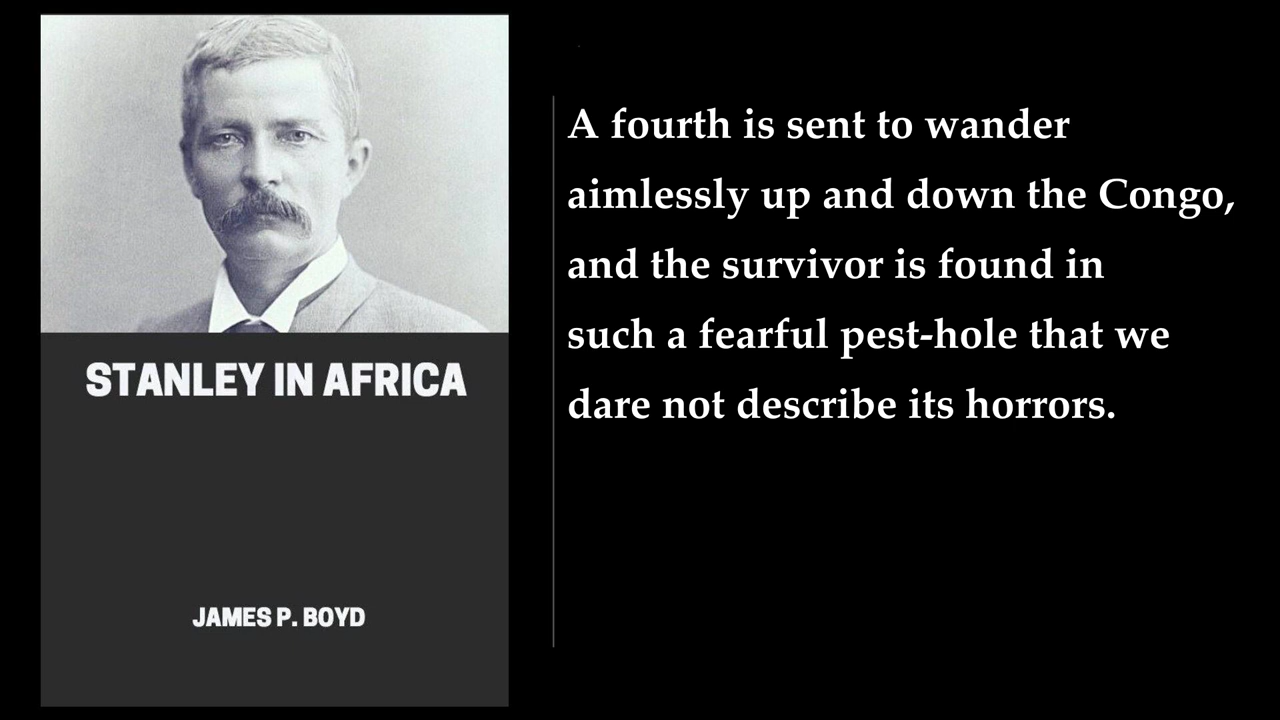 STANLEY IN AFRICA
JAMES P. BOYD
A fourth is sent to wander
aimlessly up and down the Congo,
and the survivor is found in
such a fearful pest-hole that we
dare not describe its horrors.